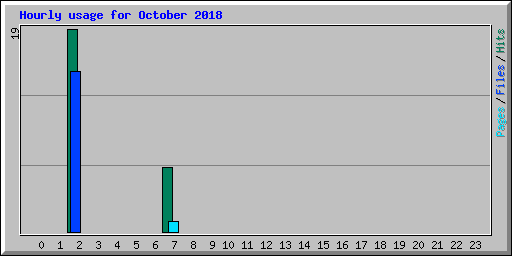 Hourly usage for October 2018
19
Pages/Files/Hits
0 1 2 3 4 5 6 7 8 9 10 11 12 13 14 15 16 17 18 19 20 21 22 23